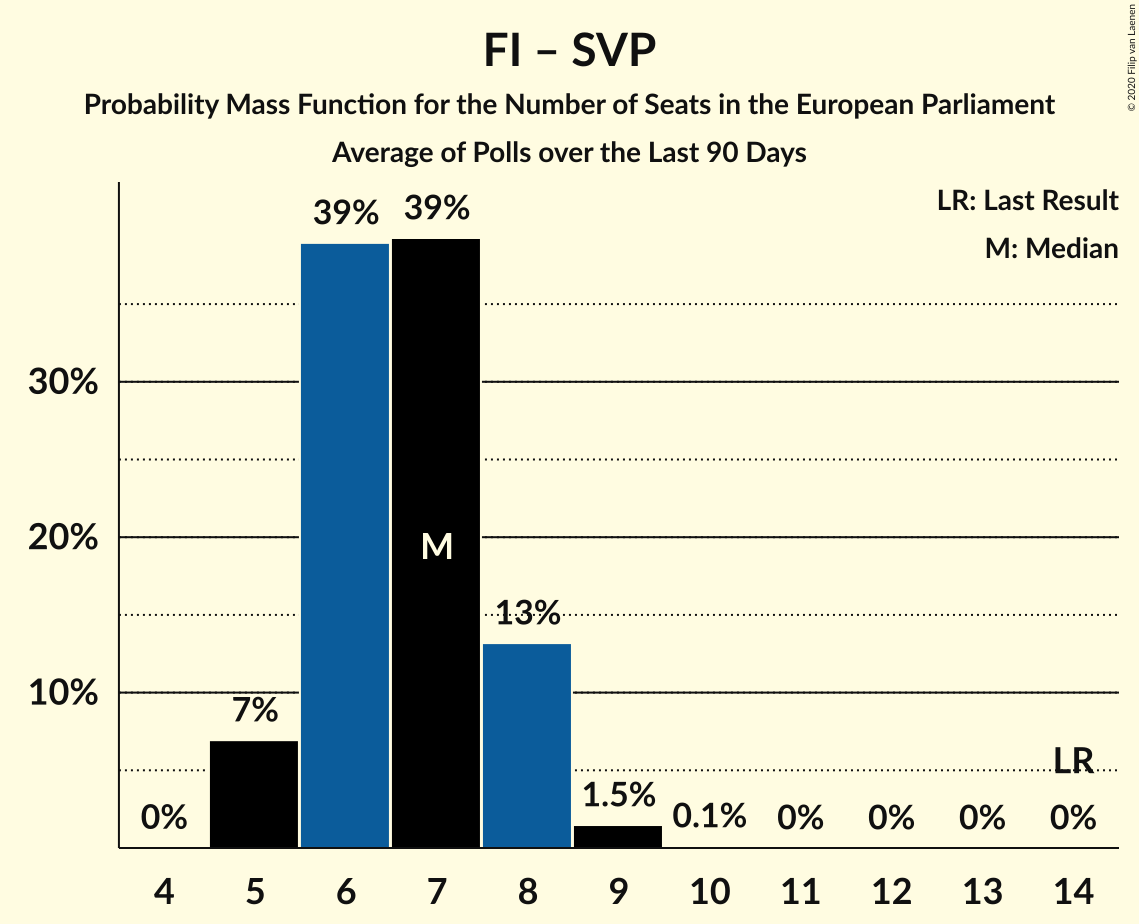 FI – SVP
Probability Mass Function for the Number of Seats in the European Parliament
Average of Polls over the Last 90 Days
© 2020 Filip van Laenen
LR: Last Result
M: Median
39%
39%
30%
20%
M
13%
10%
7%
LR
1.5%
0%
0.1%
0%
0%
0%
0%
4 5 6 7 8 9 10 11 12 13 14